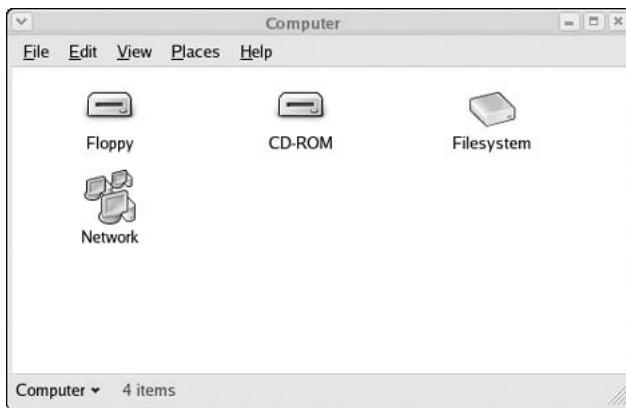 Computer
File Edit View Places Help
Floppy CD-ROM Filesystem
Network
Computer 4 items